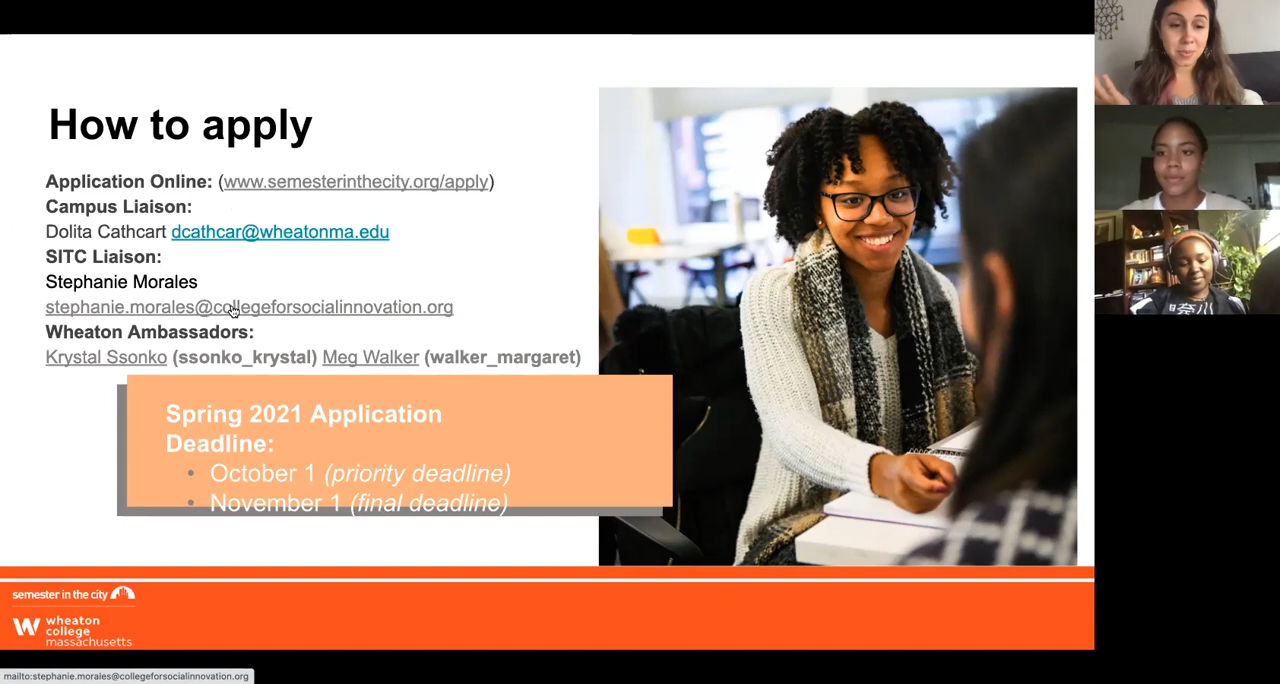 How to apply
Application Online: (www.semesterinthecity.org/apply)
Campus Liaison:
Dolita Cathcart dcathcar@wheatonma.edu
SITC Liaison:
Stephanie Morales
stephanie.morales@collegeforsocialinnovation.org
Wheaton Ambassadors:
Krystal Ssonko (ssonko_krystal) Meg Walker (walker_margaret)
Spring 2021 Application
Deadline:
• October 1 (priority deadline)
• November 1 (final deadline)
semester in the city
W wheaton
college
massachusetts
mailto:stephanie.morales@collegeforsocialinnovation.org